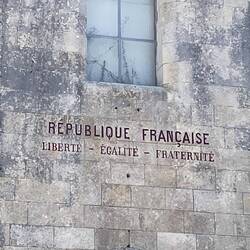 RÉPUBLIQUE FRANÇAISE
LIBERTÉ - ÉGALITÉ - FRATERNITÉ